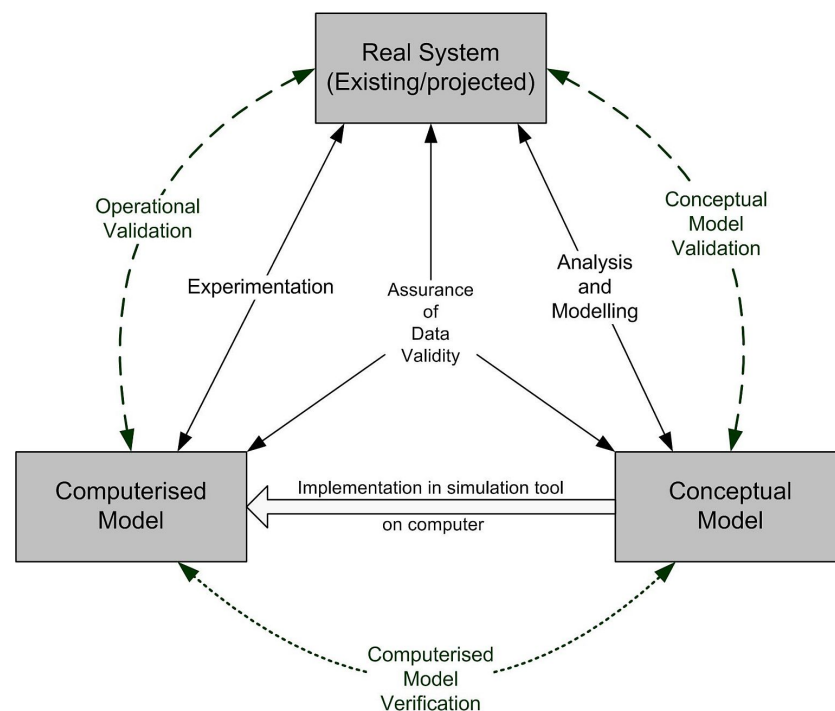 Real System
(Existing/projected)
Operational
Validation
Conceptual
Model
Validation
Experimentation
Assurance
of
Data
Validity
Analysis
and
Modelling
Computerised
Model
Implementation in simulation tool
on computer
Conceptual
Model
Computerised
Model
Verification